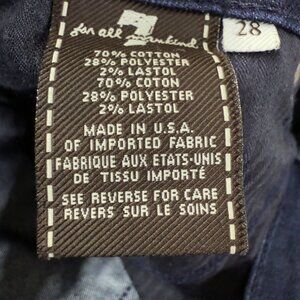 7
for all mankind
28
70% COTTON
28% POLYESTER
2% LASTOL
70% COTON
28% POLYESTER
2% LASTOL
MADE IN U.S.A.
OF IMPORTED FABRIC
FABRIQUE AUX ETATS-UNIS
DE TISSU IMPORTÉ
SEE REVERSE FOR CARE
REVERS SUR LE SOINS